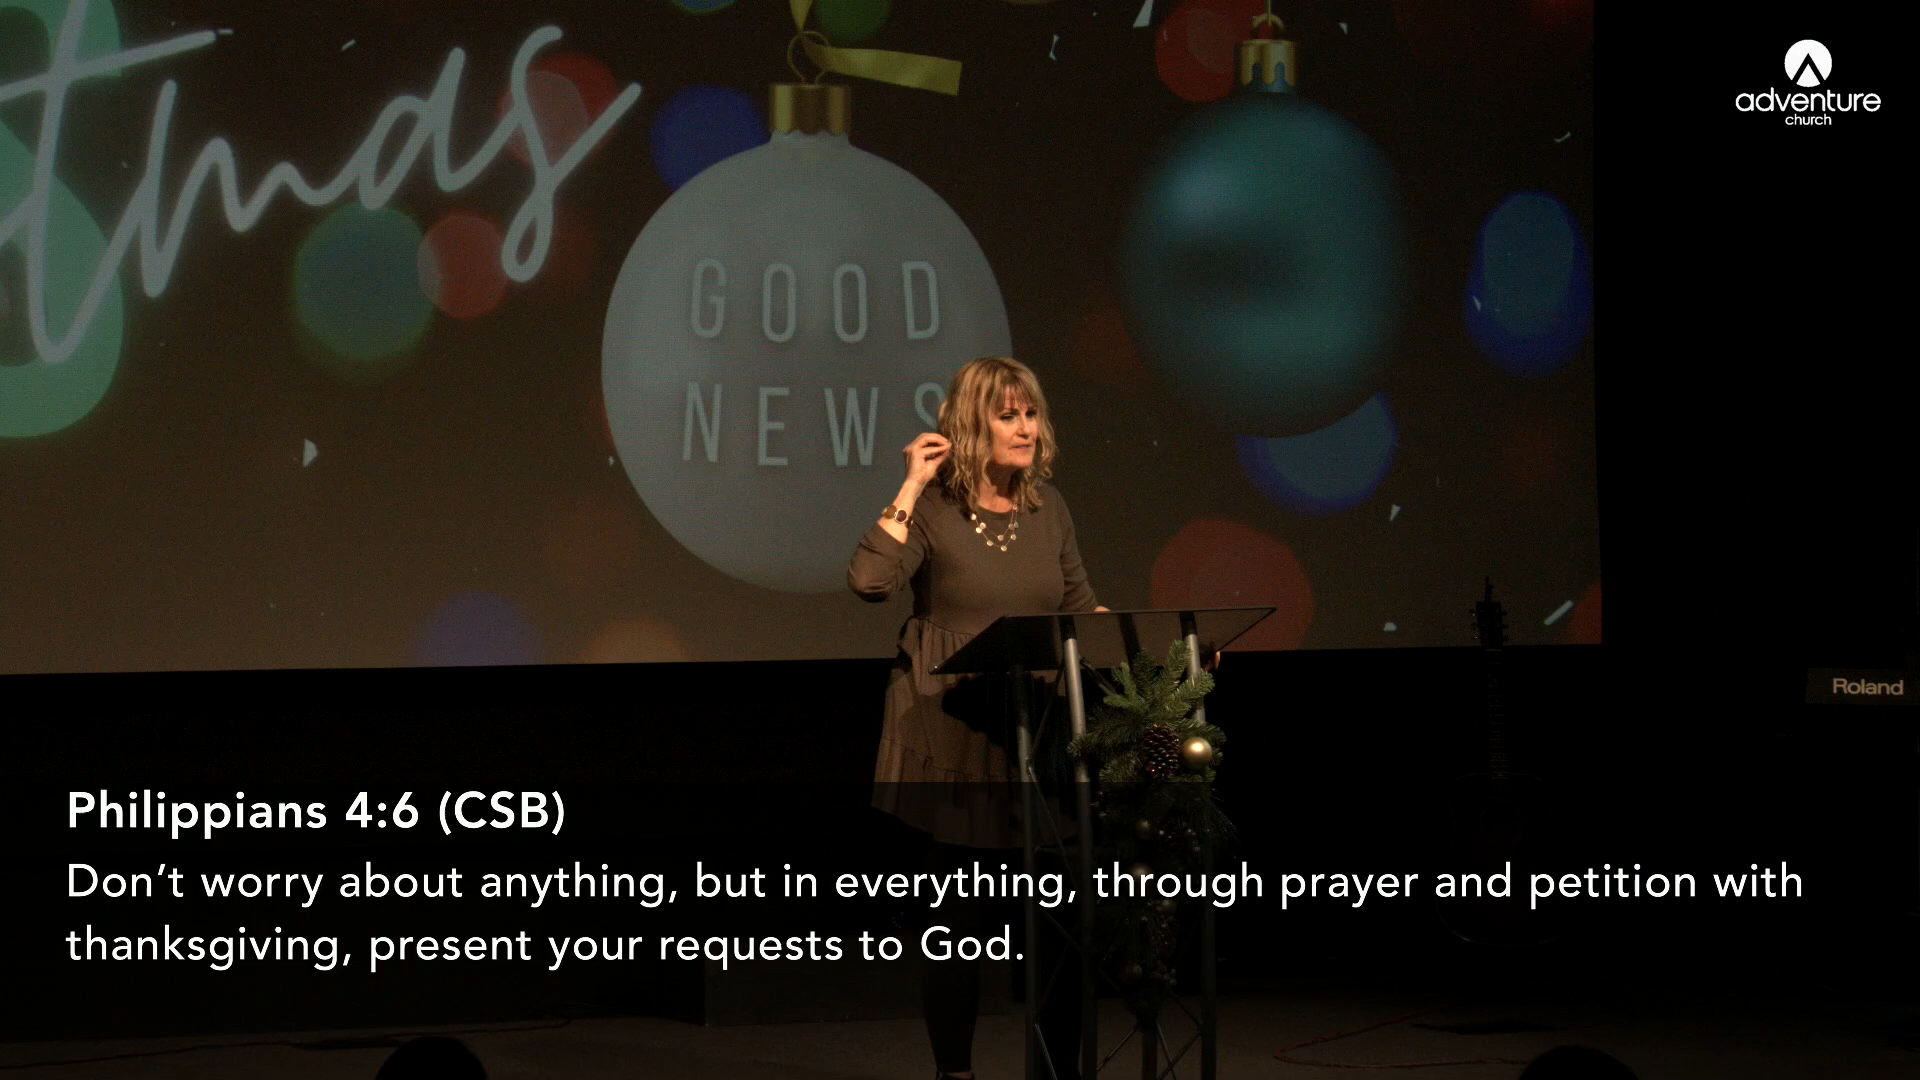 tmas
GOOD
NEWS
adventure
church
Roland
Philippians 4:6 (CSB)
Don’t worry about anything, but in everything, through prayer and petition with
thanksgiving, present your requests to God.